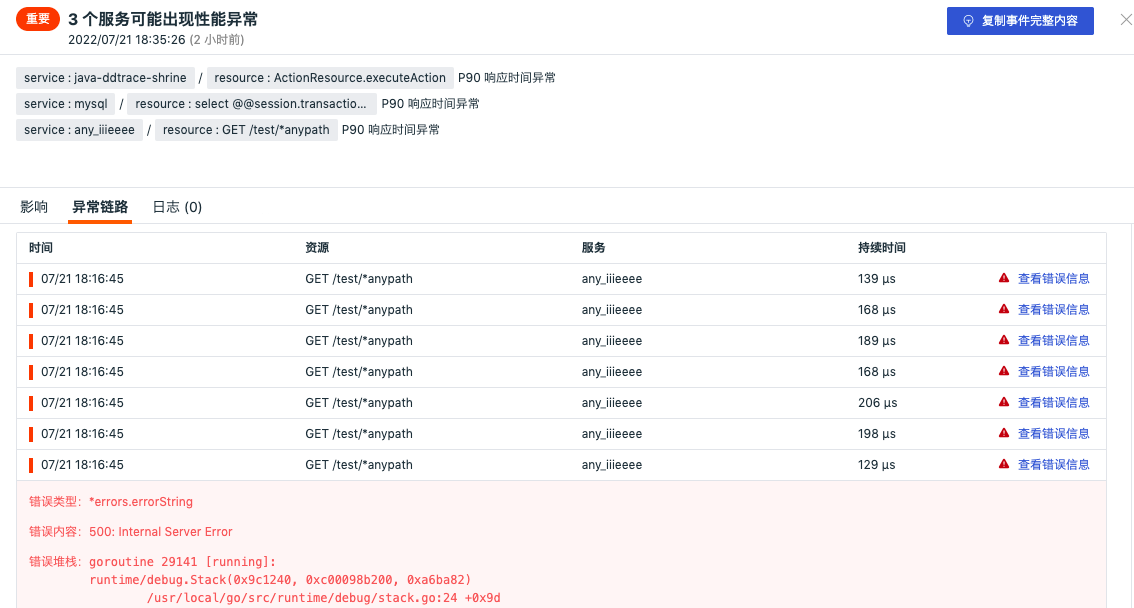 重要 3 个服务可能出现性能异常 复制事件完整内容
2022/07/21 18:35:26 (2 小时前)
service : java-ddtrace-shrine / resource : ActionResource.executeAction P90 响应时间异常
service : mysql / resource : select @@session.transactio... P90 响应时间异常
service : any_iiieeee / resource : GET /test/*anypath P90 响应时间异常
影响 异常链路 日志 (0)
时间 资源 服务 持续时间
07/21 18:16:45 GET /test/*anypath any_iiieeee 139 µs 查看错误信息
07/21 18:16:45 GET /test/*anypath any_iiieeee 168 µs 查看错误信息
07/21 18:16:45 GET /test/*anypath any_iiieeee 189 µs 查看错误信息
07/21 18:16:45 GET /test/*anypath any_iiieeee 168 µs 查看错误信息
07/21 18:16:45 GET /test/*anypath any_iiieeee 206 µs 查看错误信息
07/21 18:16:45 GET /test/*anypath any_iiieeee 198 µs 查看错误信息
07/21 18:16:45 GET /test/*anypath any_iiieeee 129 µs 查看错误信息
错误类型: *errors.errorString
错误内容: 500: Internal Server Error
错误堆栈: goroutine 29141 [running]:
runtime/debug.Stack(0x9c1240, 0xc00098b200, 0xa6ba82)
/usr/local/go/src/runtime/debug/stack.go:24 +0x9d